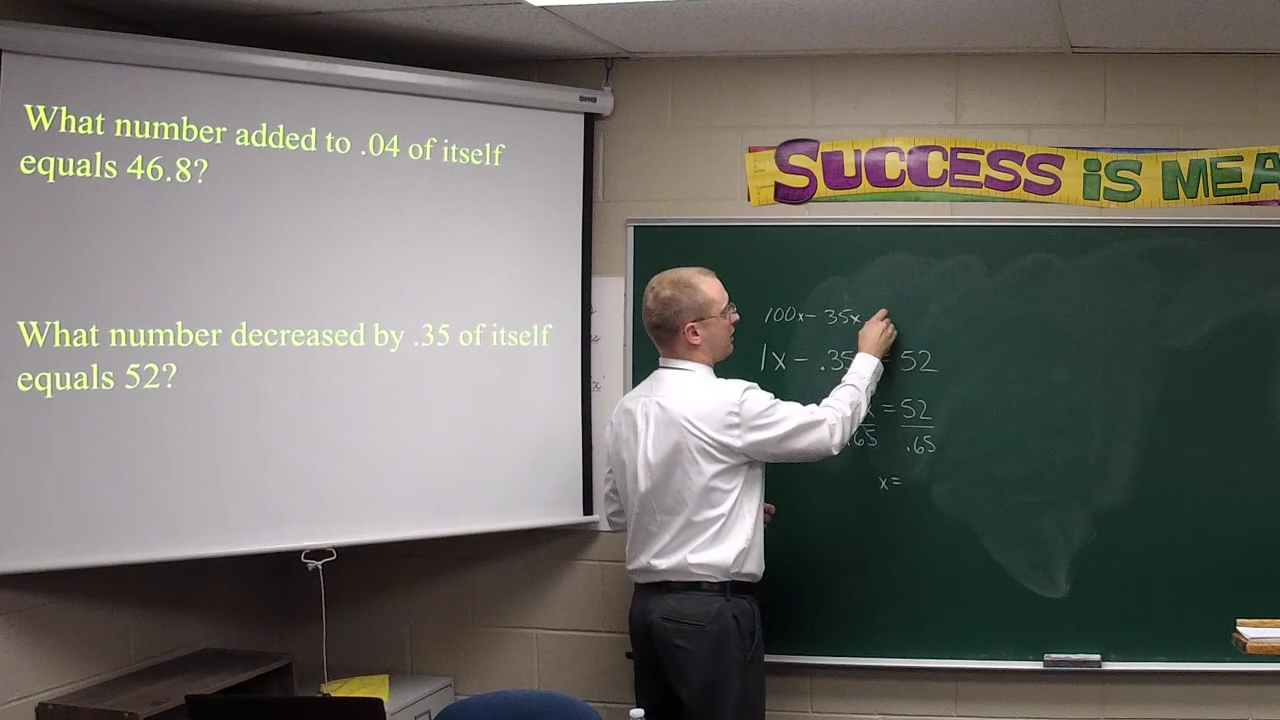 What number added to .04 of itself
equals 46.8?
What number decreased by .35 of itself
equals 52?
SUCCESS IS MEA
100x - 35x
1x - .35 = 52
x = 52
.65 .65
x =